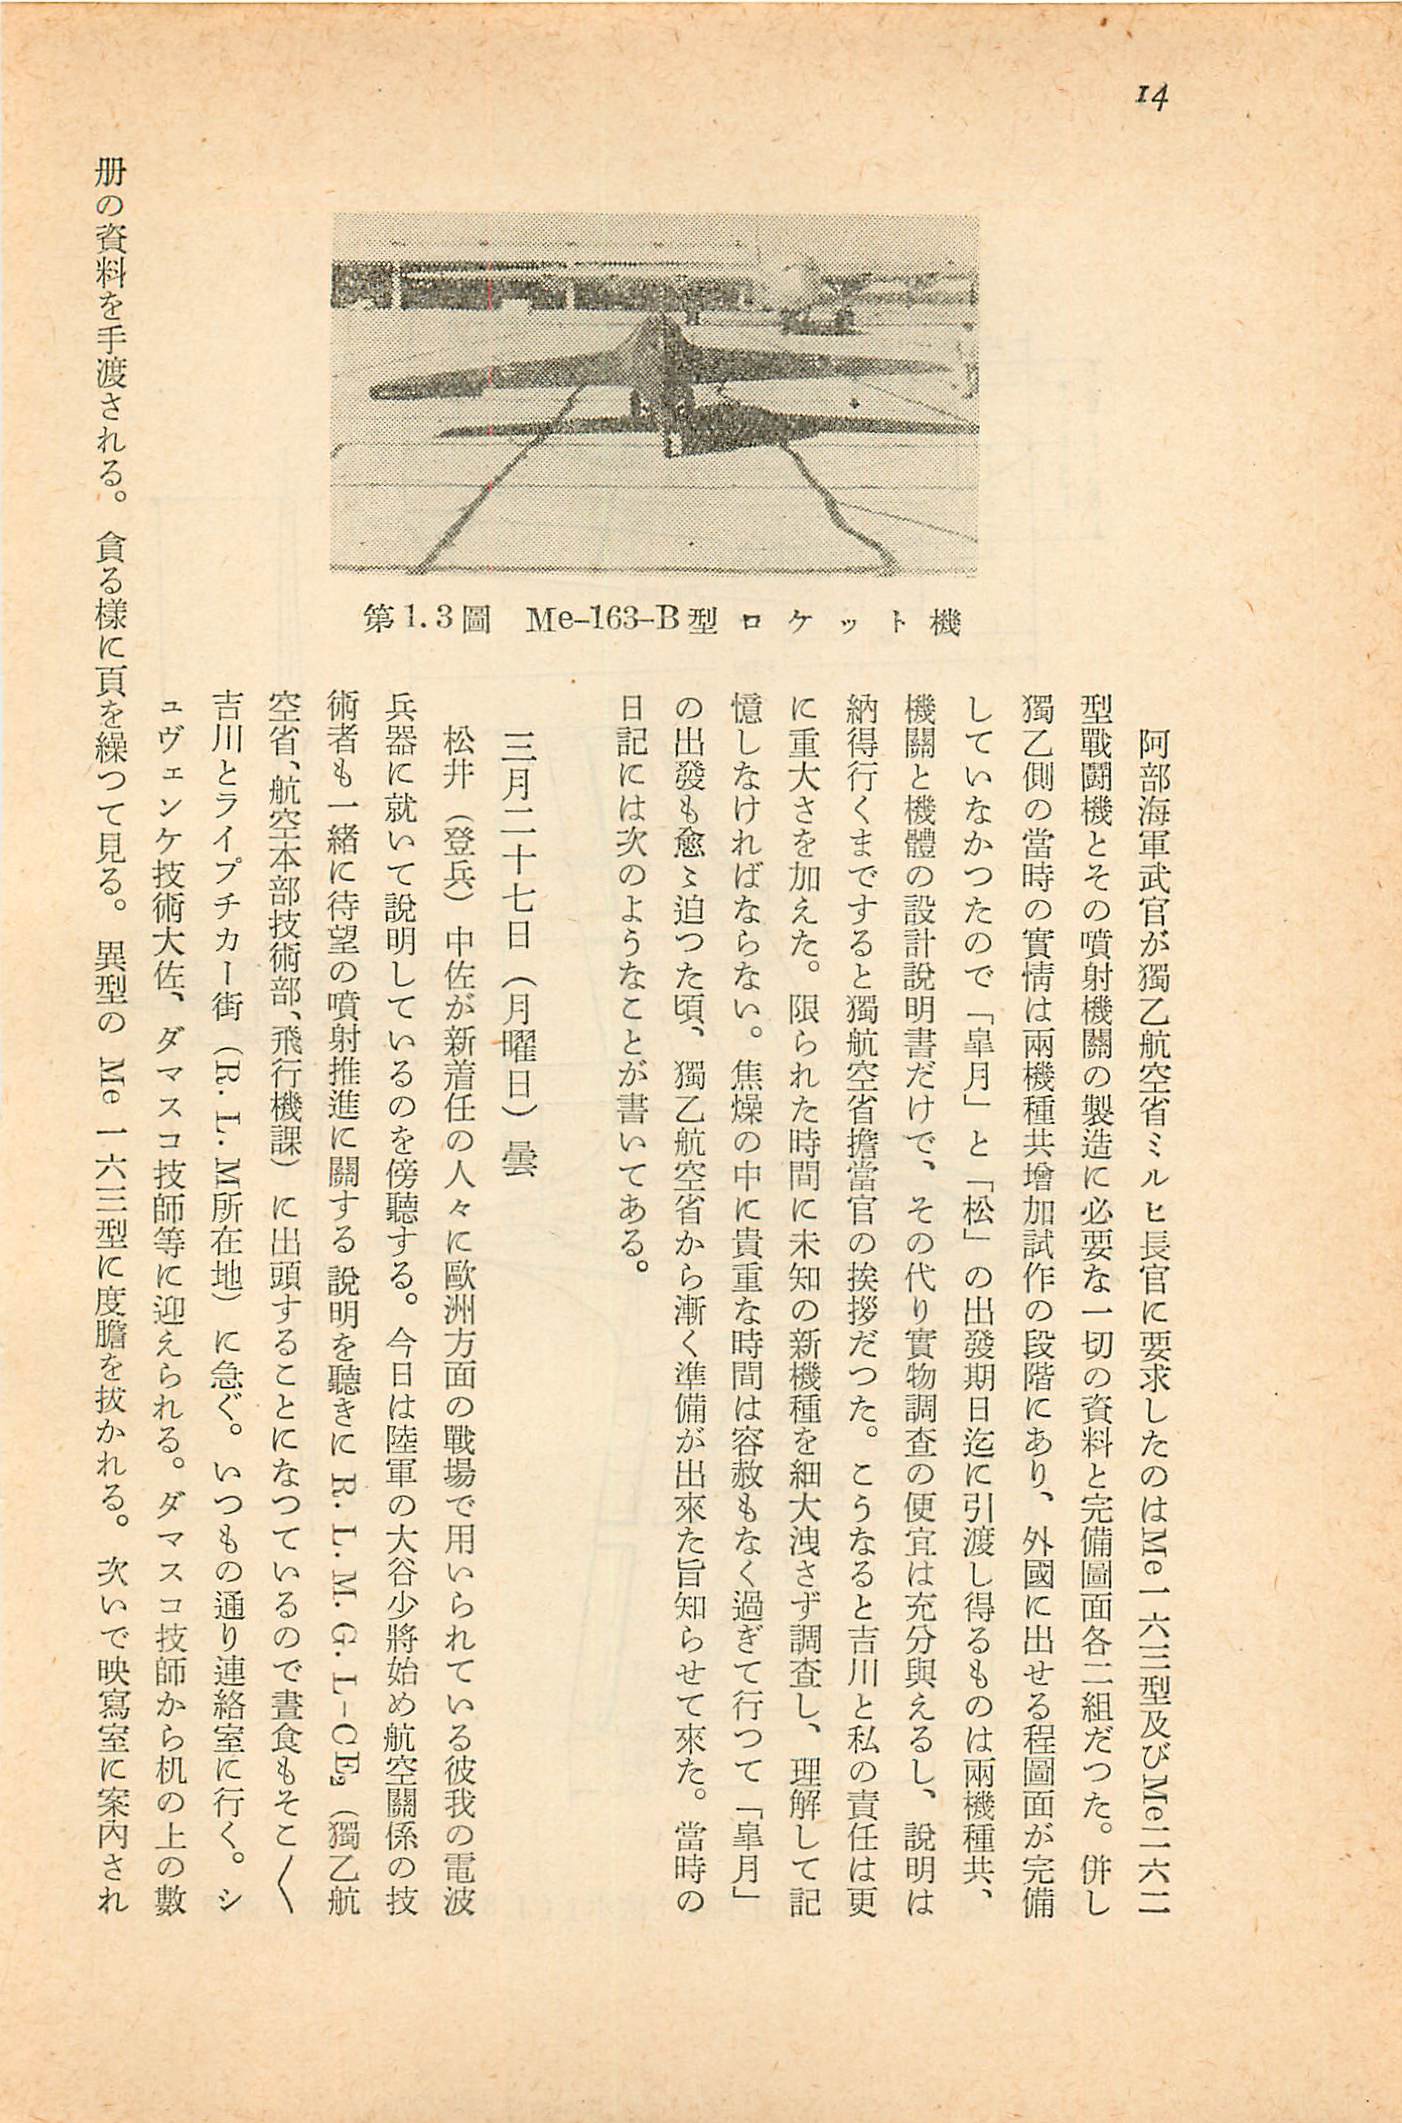 14
第1.3圖　Me-163-B型ロケット機
阿部海軍武官が獨乙航空省ミルヒ長官に要求したのはMe一六三型及びMe二六二
型戰鬪機とその噴射機關の製造に必要な一切の資料と完備圖面各二組だつた。併し
獨乙側の當時の實情は兩機種共增加試作の段階にあり、外國に出せる程圖面が完備
していなかつたので「皐月」と「松」の出發期日迄に引渡し得るものは兩機種共、
機關と機體の設計說明書だけで、その代り實物調査の便宜は充分與えるし、說明は
納得行くまですると獨航空省擔當官の挨拶だつた。こうなると吉川と私の責任は更
に重大さを加えた。限られた時間に未知の新機種を細大洩さず調査し、理解して記
憶しなければならない。焦燥の中に貴重な時間は容赦もなく過ぎて行つて「皐月」
の出發も愈〻迫つた頃、獨乙航空省から漸く準備が出來た旨知らせて來た。當時の
日記には次のようなことが書いてある。
三月二十七日（月曜日）曇
松井（登兵）中佐が新着任の人々に歐洲方面の戰場で用いられている彼我の電波
兵器に就いて說明しているのを傍聽する。今日は陸軍の大谷少將始め航空關係の技
術者も一緒に待望の噴射推進に關する說明を聽きに R. L. M. G. L–CE₃（獨乙航
空省、航空本部技術部、飛行機課）に出頭することになつているので晝食もそこ〱
吉川とライプチカー街（R. L. M所在地）に急ぐ。いつもの通り連絡室に行く。シ
ュヴェンケ技術大佐、ダマスコ技師等に迎えられる。ダマスコ技師から机の上の數
册の資料を手渡される。貪る樣に頁を繰つて見る。異型の Me 一六三型に度膽を拔かれる。次いで映寫室に案內され